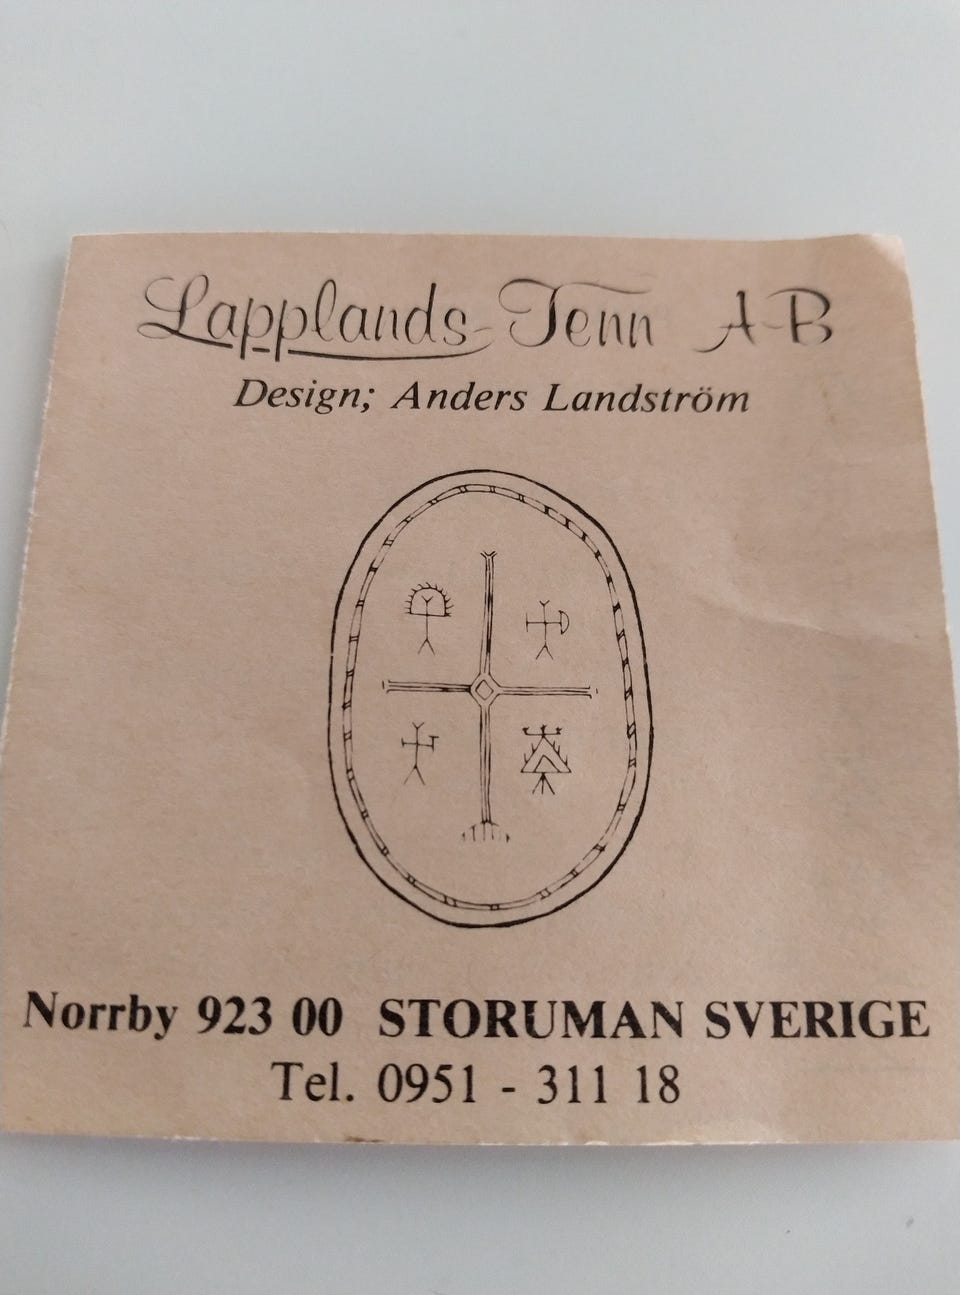 Lapplands-Tenn AB
Design; Anders Landström
Norrby 923 00 STORUMAN SVERIGE
Tel. 0951 - 311 18